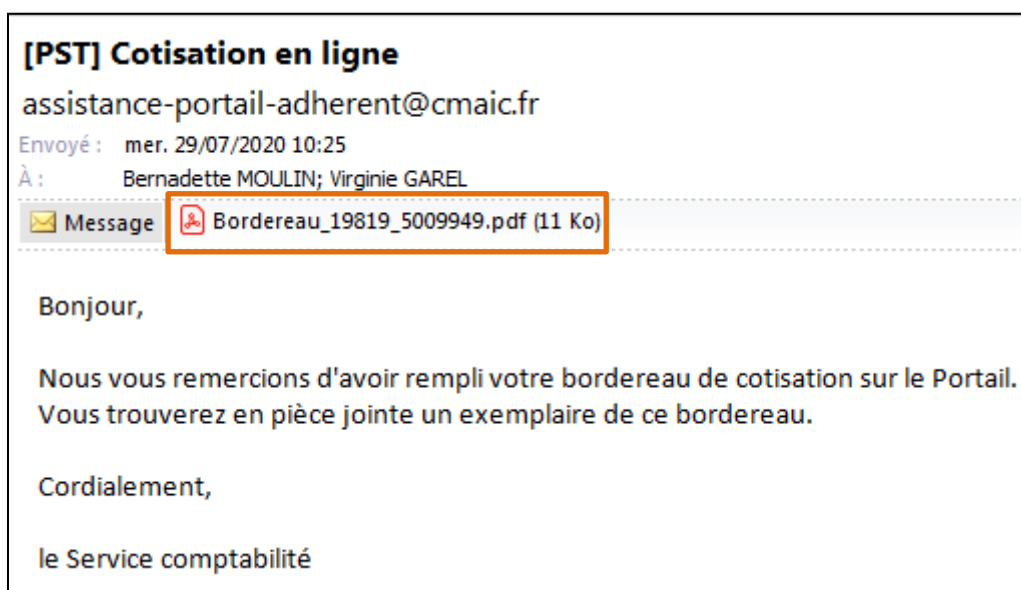 [PST] Cotisation en ligne
assistance-portail-adherent@cmaic.fr
Envoyé : mer. 29/07/2020 10:25
À : Bernadette MOULIN; Virginie GAREL
Message Bordereau_19819_5009949.pdf (11 Ko)
Bonjour,
Nous vous remercions d'avoir rempli votre bordereau de cotisation sur le Portail.
Vous trouverez en pièce jointe un exemplaire de ce bordereau.
Cordialement,
le Service comptabilité